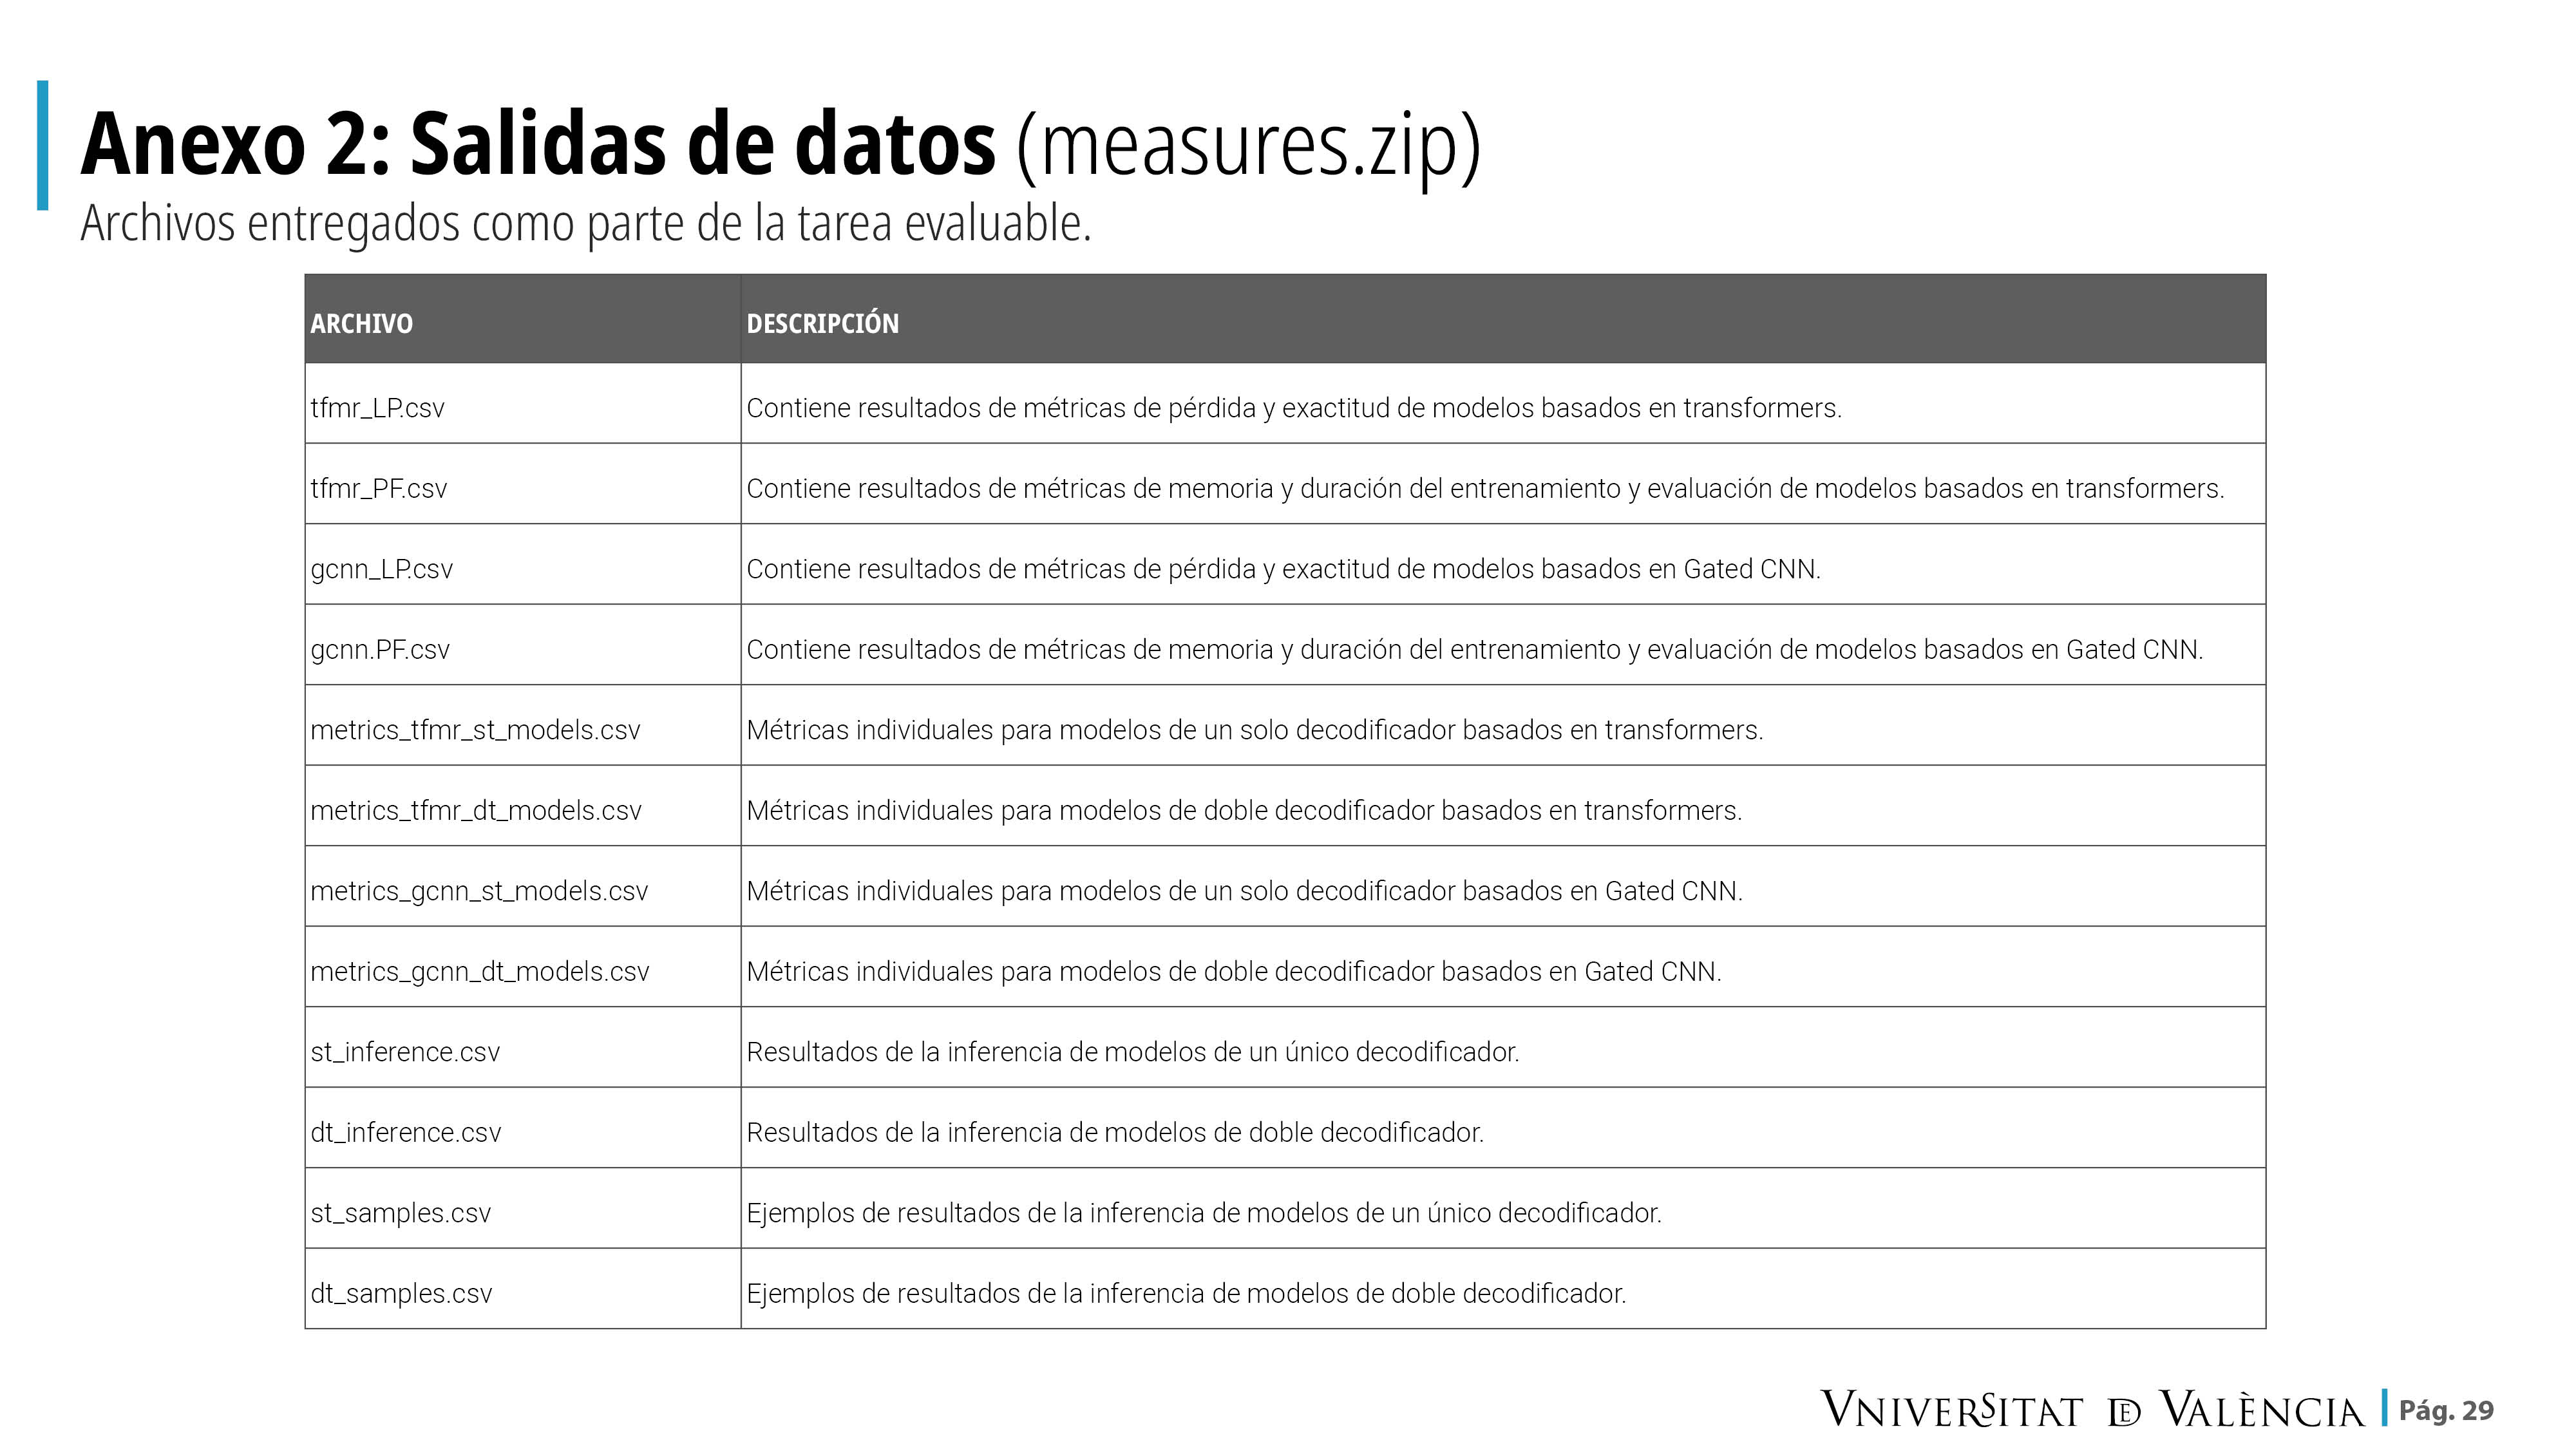 Anexo 2: Salidas de datos (measures.zip)
Archivos entregados como parte de la tarea evaluable.
ARCHIVO DESCRIPCIÓN
tfmr_LP.csv Contiene resultados de métricas de pérdida y exactitud de modelos basados en transformers.
tfmr_PF.csv Contiene resultados de métricas de memoria y duración del entrenamiento y evaluación de modelos basados en transformers.
gcnn_LP.csv Contiene resultados de métricas de pérdida y exactitud de modelos basados en Gated CNN.
gcnn.PF.csv Contiene resultados de métricas de memoria y duración del entrenamiento y evaluación de modelos basados en Gated CNN.
metrics_tfmr_st_models.csv Métricas individuales para modelos de un solo decodificador basados en transformers.
metrics_tfmr_dt_models.csv Métricas individuales para modelos de doble decodificador basados en transformers.
metrics_gcnn_st_models.csv Métricas individuales para modelos de un solo decodificador basados en Gated CNN.
metrics_gcnn_dt_models.csv Métricas individuales para modelos de doble decodificador basados en Gated CNN.
st_inference.csv Resultados de la inferencia de modelos de un único decodificador.
dt_inference.csv Resultados de la inferencia de modelos de doble decodificador.
st_samples.csv Ejemplos de resultados de la inferencia de modelos de un único decodificador.
dt_samples.csv Ejemplos de resultados de la inferencia de modelos de doble decodificador.
VNIVERSITAT DE VALÈNCIA Pág. 29